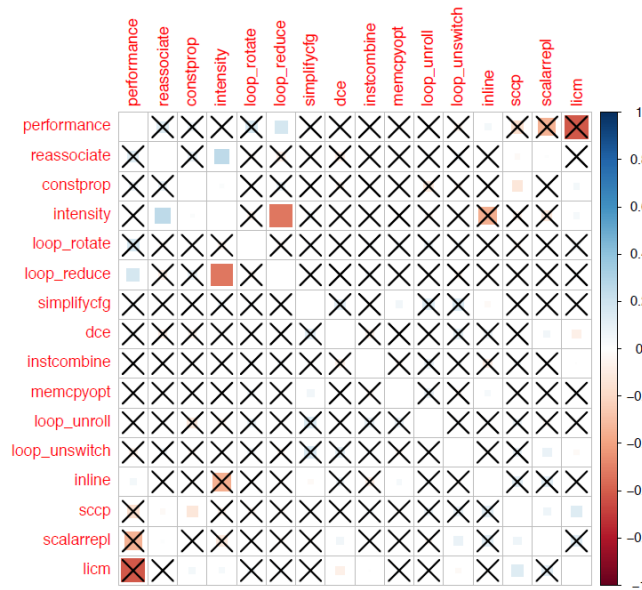 performance
reassociate
constprop
intensity
loop_rotate
loop_reduce
simplifycfg
dce
instcombine
memcpyopt
loop_unroll
loop_unswitch
inline
sccp
scalarrepl
licm
performance
reassociate
constprop
intensity
loop_rotate
loop_reduce
simplifycfg
dce
instcombine
memcpyopt
loop_unroll
loop_unswitch
inline
sccp
scalarrepl
licm
1
0